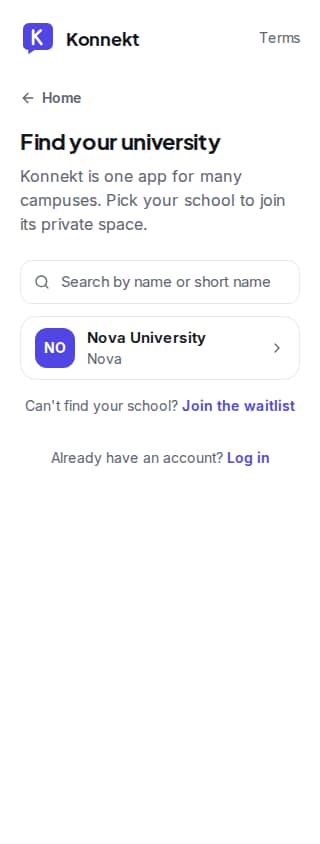 K Konnekt
Terms
← Home
Find your university
Konnekt is one app for many
campuses. Pick your school to join
its private space.
Search by name or short name
NO
Nova University
Nova
Can't find your school? Join the waitlist
Already have an account? Log in